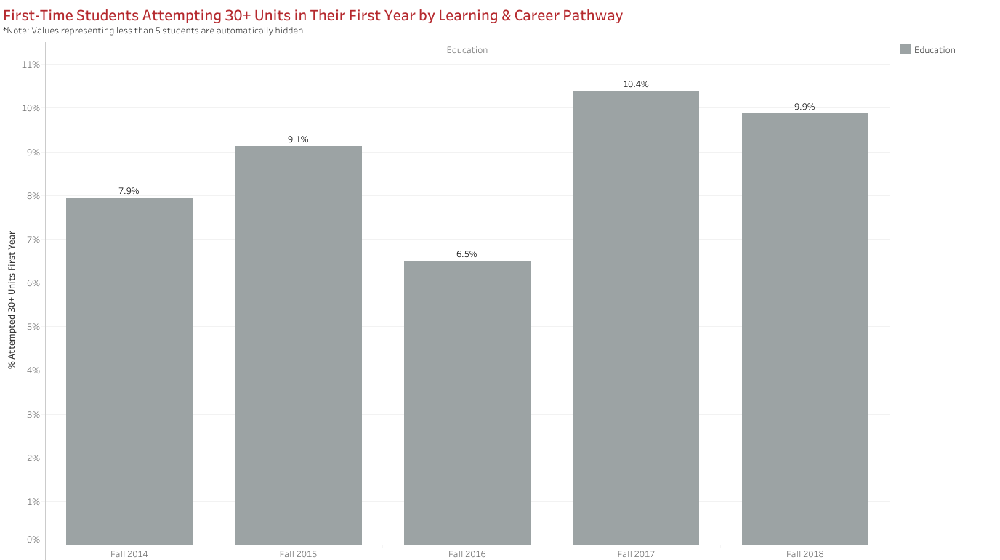 First-Time Students Attempting 30+ Units in Their First Year by Learning & Career Pathway
*Note: Values representing less than 5 students are automatically hidden.
Education
Education
% Attempted 30+ Units First Year
11%
10%
9%
8%
7%
6%
5%
4%
3%
2%
1%
0%
7.9%
9.1%
6.5%
10.4%
9.9%
Fall 2014
Fall 2015
Fall 2016
Fall 2017
Fall 2018